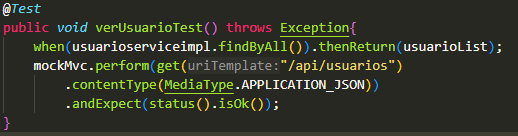 @Test
public void verUsuarioTest() throws Exception{
    when(usuarioserviceimpl.findByAll()).thenReturn(usuarioList);
    mockMvc.perform(get(uriTemplate:"/api/usuarios")
        .contentType(MediaType.APPLICATION_JSON))
        .andExpect(status().isOk());
}